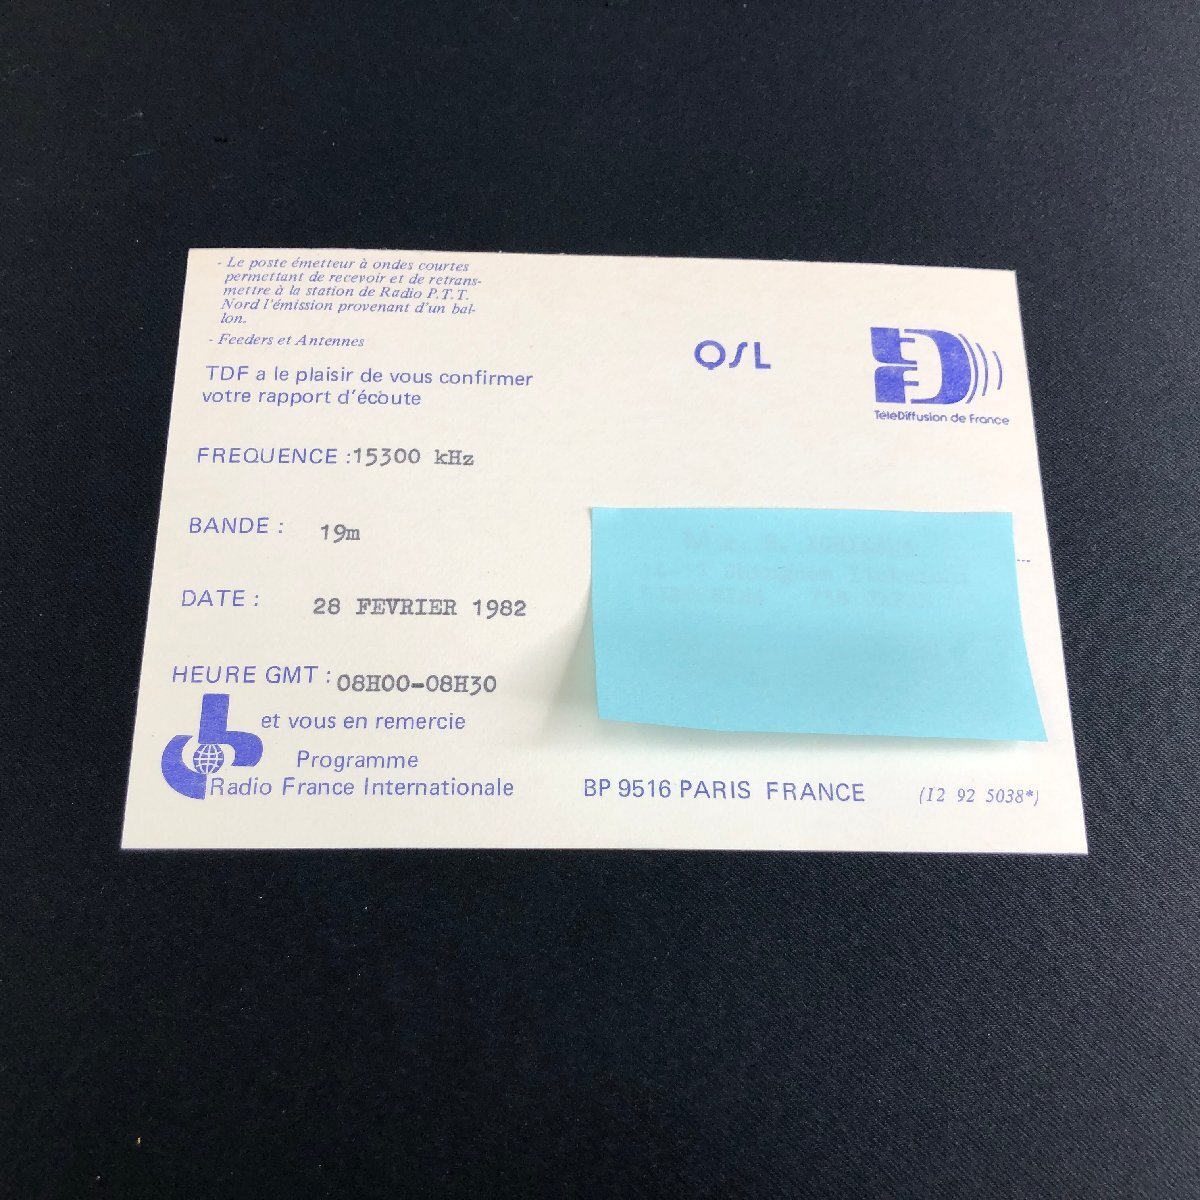 - Le poste émetteur à ondes courtes
permettant de recevoir et de retrans-
mettre à la station de Radio P.T.T.
Nord l'émission provenant d'un bal-
lon.
- Feeders et Antennes
TDF a le plaisir de vous confirmer
votre rapport d'écoute
QSL
TéléDiffusion de France
FREQUENCE : 15300 kHz
BANDE : 19m
DATE : 28 FEVRIER 1982
HEURE GMT : 08H00-08H30
et vous en remercie
Programme
Radio France Internationale
BP 9516 PARIS FRANCE
(12 92 5038*)